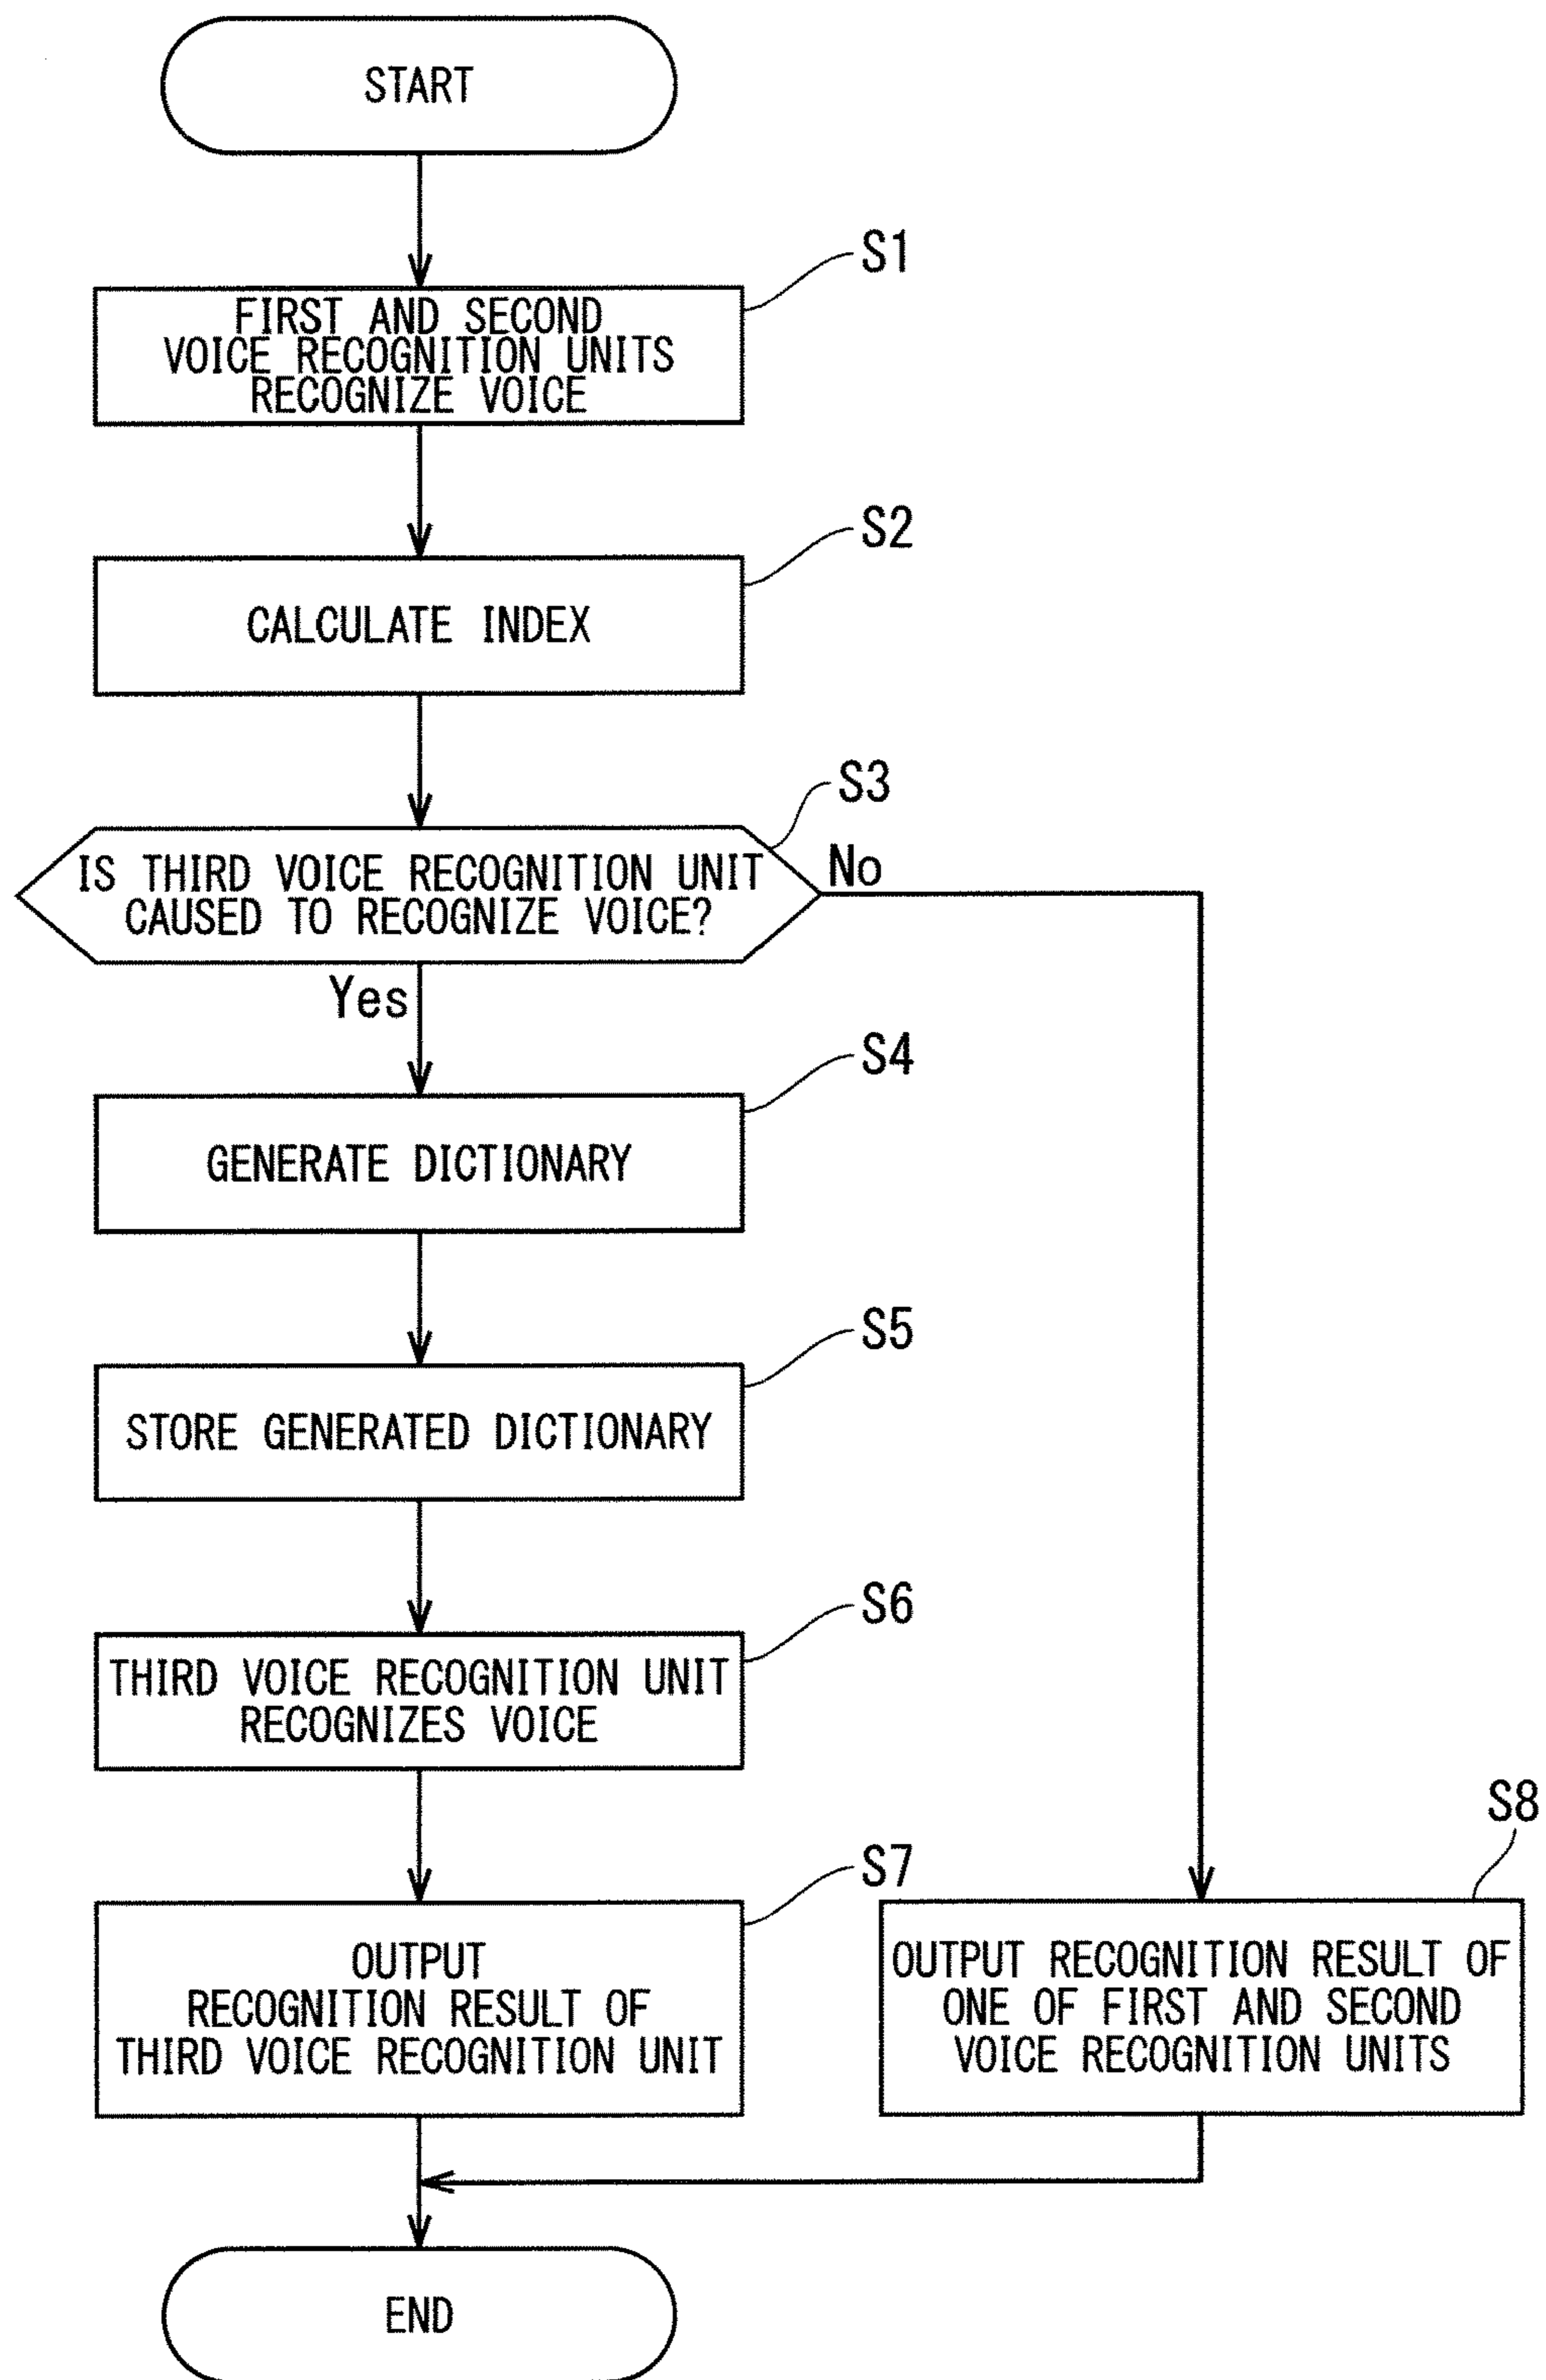 START
S1
FIRST AND SECOND
VOICE RECOGNITION UNITS
RECOGNIZE VOICE
S2
CALCULATE INDEX
S3
IS THIRD VOICE RECOGNITION UNIT
CAUSED TO RECOGNIZE VOICE?
No
Yes
S4
GENERATE DICTIONARY
S5
STORE GENERATED DICTIONARY
S6
THIRD VOICE RECOGNITION UNIT
RECOGNIZES VOICE
S7
OUTPUT
RECOGNITION RESULT OF
THIRD VOICE RECOGNITION UNIT
S8
OUTPUT RECOGNITION RESULT OF
ONE OF FIRST AND SECOND
VOICE RECOGNITION UNITS
END